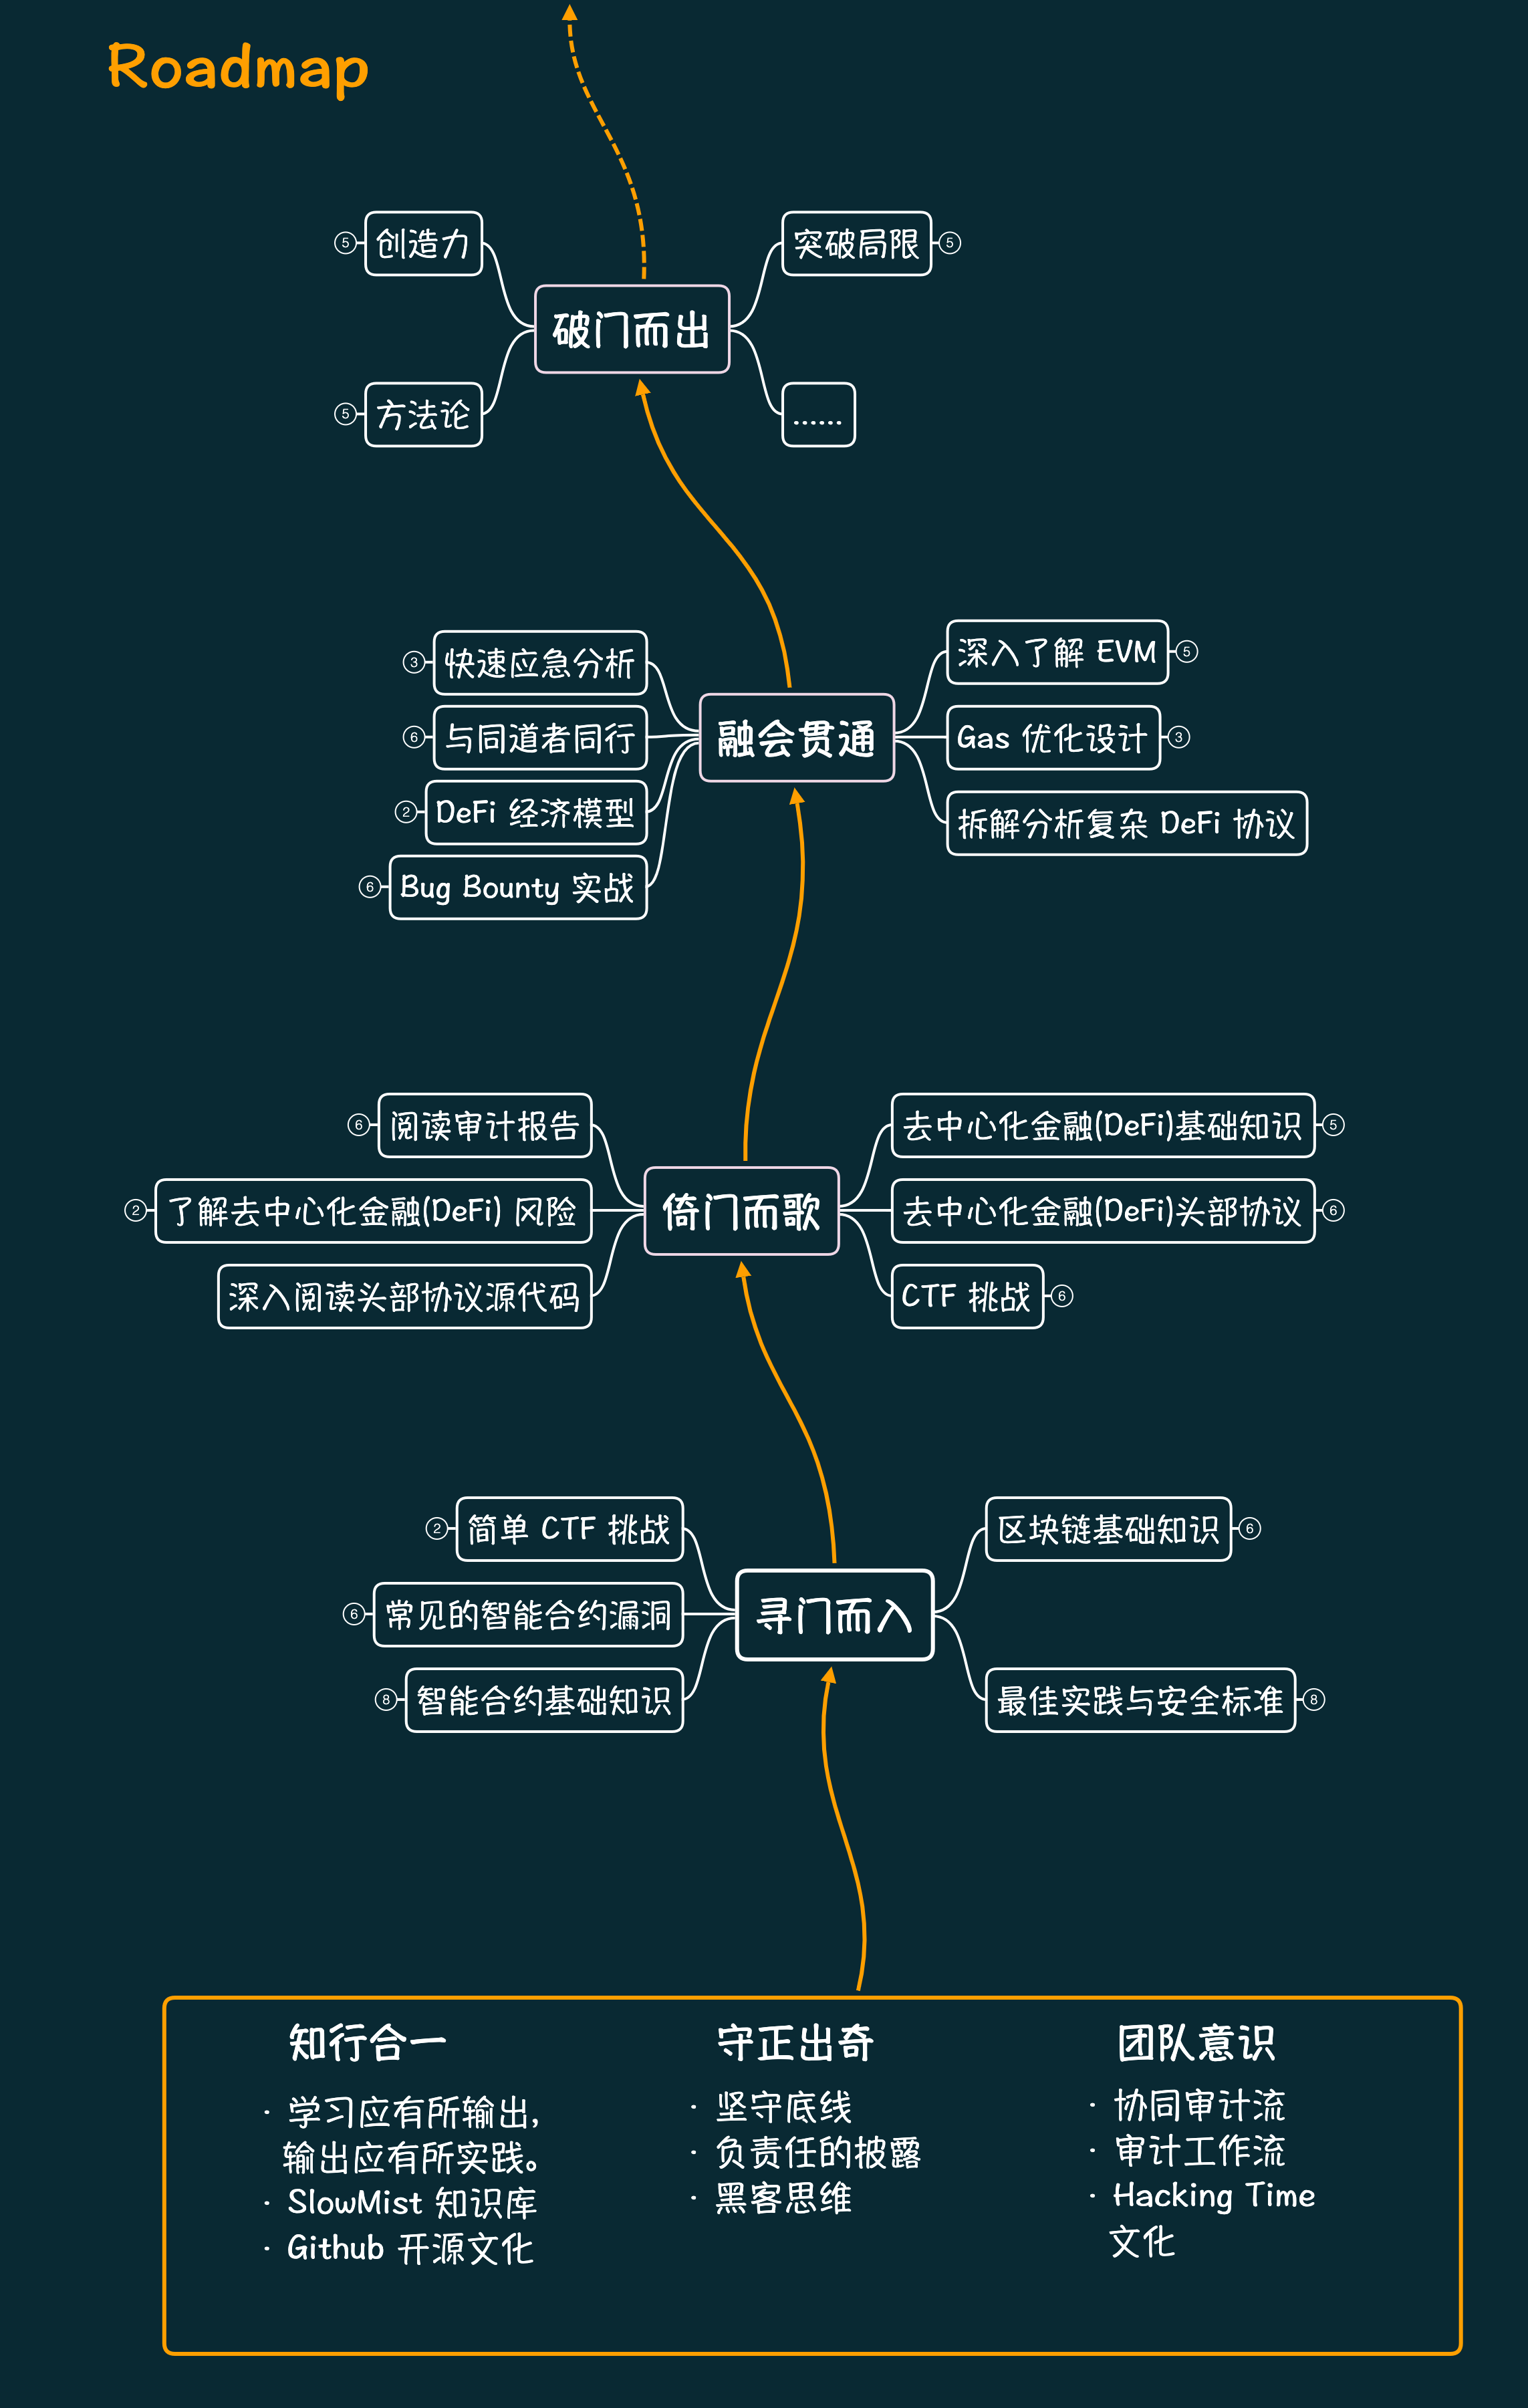 Roadmap
创造力
5
突破局限
5
破门而出
方法论
5
......
快速应急分析
3
与同道者同行
6
DeFi 经济模型
2
Bug Bounty 实战
6
融会贯通
深入了解 EVM
5
Gas 优化设计
3
拆解分析复杂 DeFi 协议
阅读审计报告
6
了解去中心化金融(DeFi) 风险
2
深入阅读头部协议源代码
倚门而歌
去中心化金融(DeFi)基础知识
5
去中心化金融(DeFi)头部协议
6
CTF 挑战
6
简单 CTF 挑战
2
常见的智能合约漏洞
6
智能合约基础知识
8
寻门而入
区块链基础知识
6
最佳实践与安全标准
8
知行合一
· 学习应有所输出,
输出应有所实践。
· SlowMist 知识库
· Github 开源文化
守正出奇
· 坚守底线
· 负责任的披露
· 黑客思维
团队意识
· 协同审计流
· 审计工作流
· Hacking Time
文化